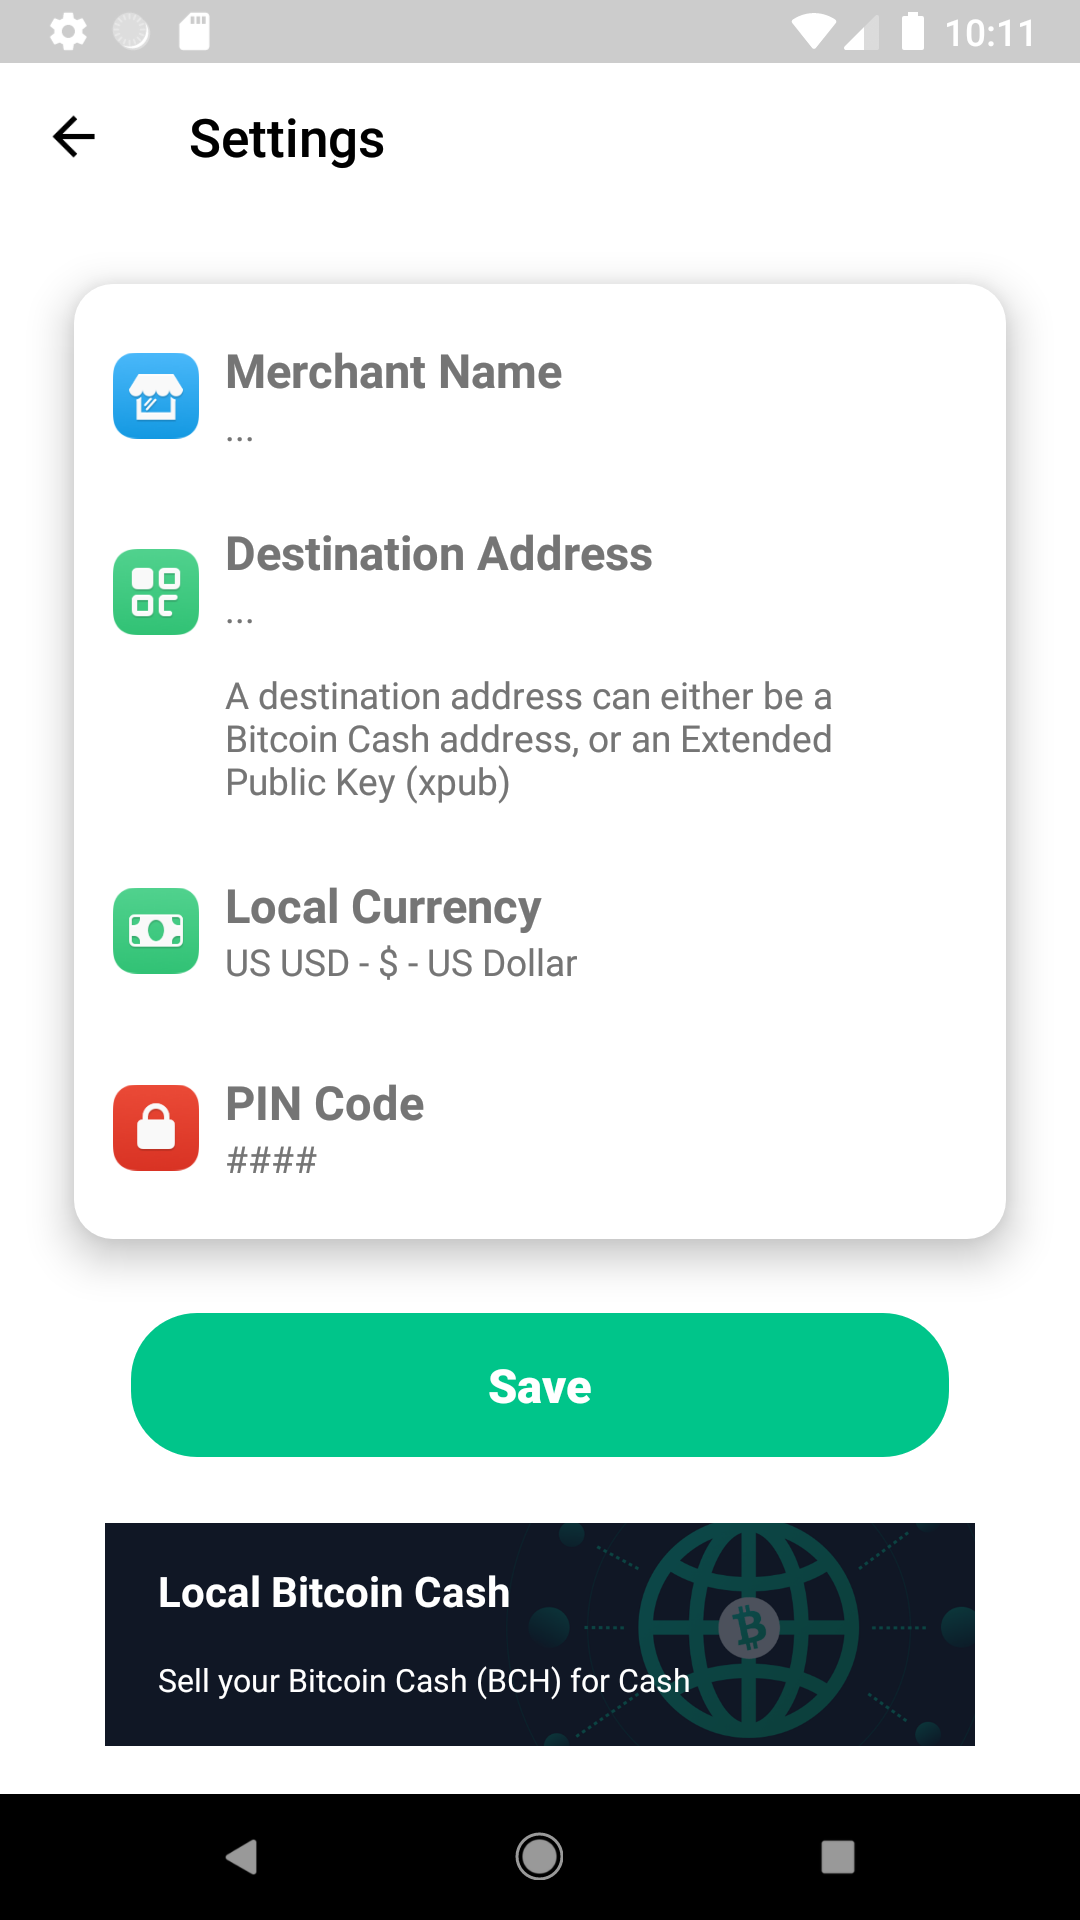 10:11
Settings
Merchant Name
...
Destination Address
...
A destination address can either be a
Bitcoin Cash address, or an Extended
Public Key (xpub)
Local Currency
US USD - $ - US Dollar
PIN Code
####
Save
Local Bitcoin Cash
Sell your Bitcoin Cash (BCH) for Cash